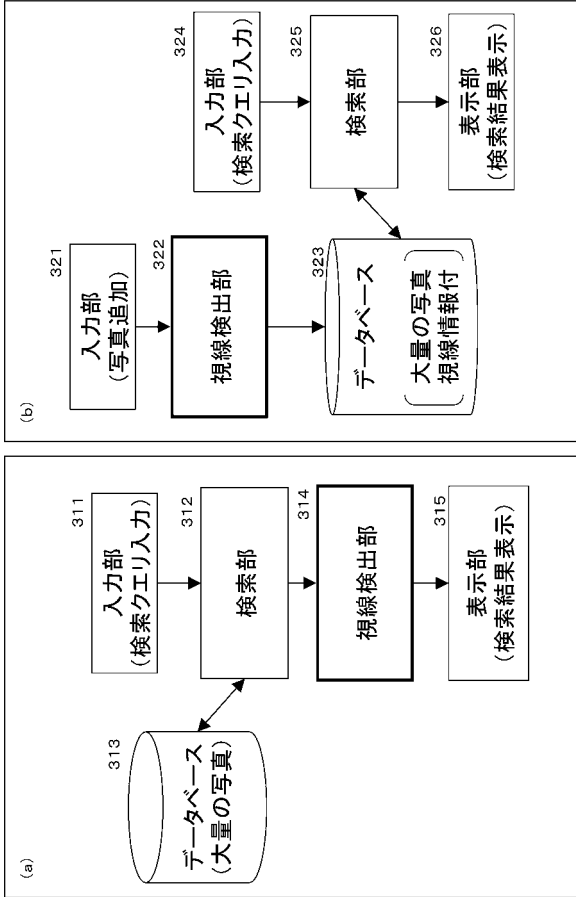 (a)
311
入力部
(検索クエリ入力)
312
検索部
313
データベース
(大量の写真)
314
視線検出部
315
表示部
(検索結果表示)
(b)
321
入力部
(写真追加)
322
視線検出部
323
データベース
大量の写真
視線情報付
324
入力部
(検索クエリ入力)
325
検索部
326
表示部
(検索結果表示)